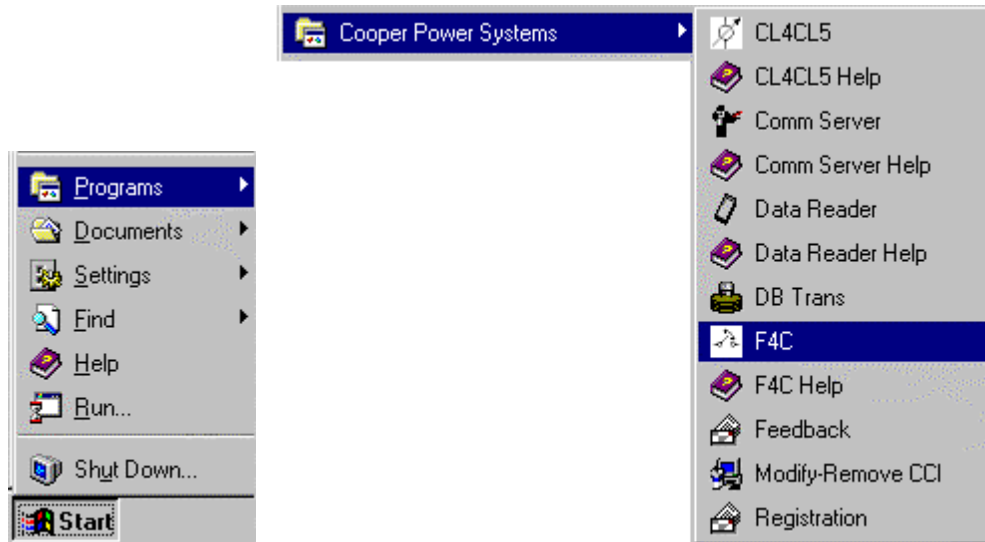 Cooper Power Systems
CL4CL5
CL4CL5 Help
Comm Server
Comm Server Help
Data Reader
Data Reader Help
DB Trans
F4C
F4C Help
Feedback
Modify-Remove CCI
Registration
Programs
Documents
Settings
Find
Help
Run...
Shut Down...
Start